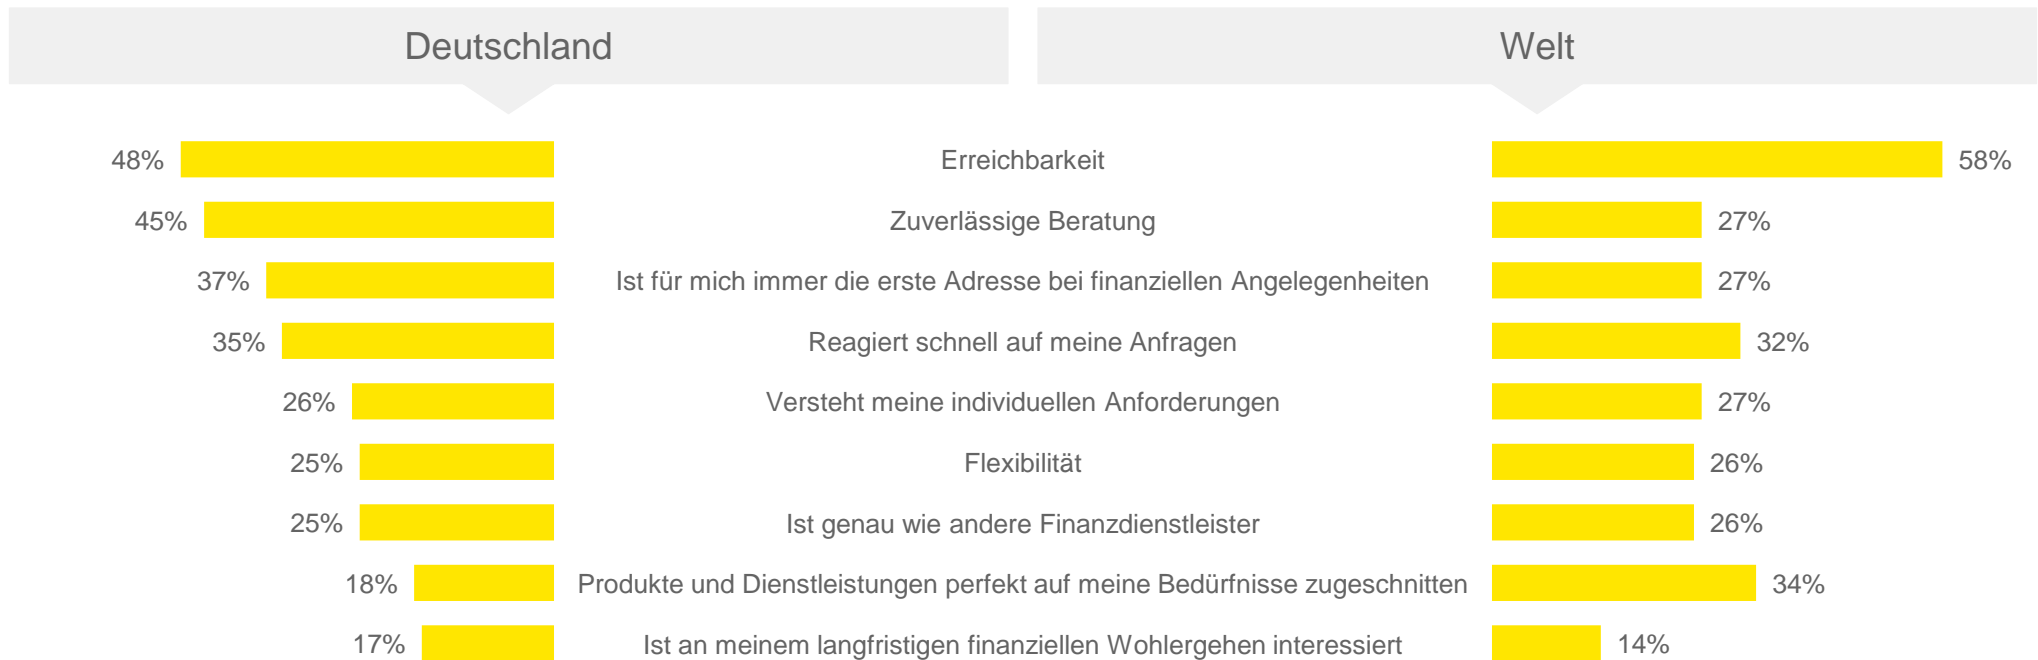 Deutschland Welt
48% Erreichbarkeit 58%
45% Zuverlässige Beratung 27%
37% Ist für mich immer die erste Adresse bei finanziellen Angelegenheiten 27%
35% Reagiert schnell auf meine Anfragen 32%
26% Versteht meine individuellen Anforderungen 27%
25% Flexibilität 26%
25% Ist genau wie andere Finanzdienstleister 26%
18% Produkte und Dienstleistungen perfekt auf meine Bedürfnisse zugeschnitten 34%
17% Ist an meinem langfristigen finanziellen Wohlergehen interessiert 14%